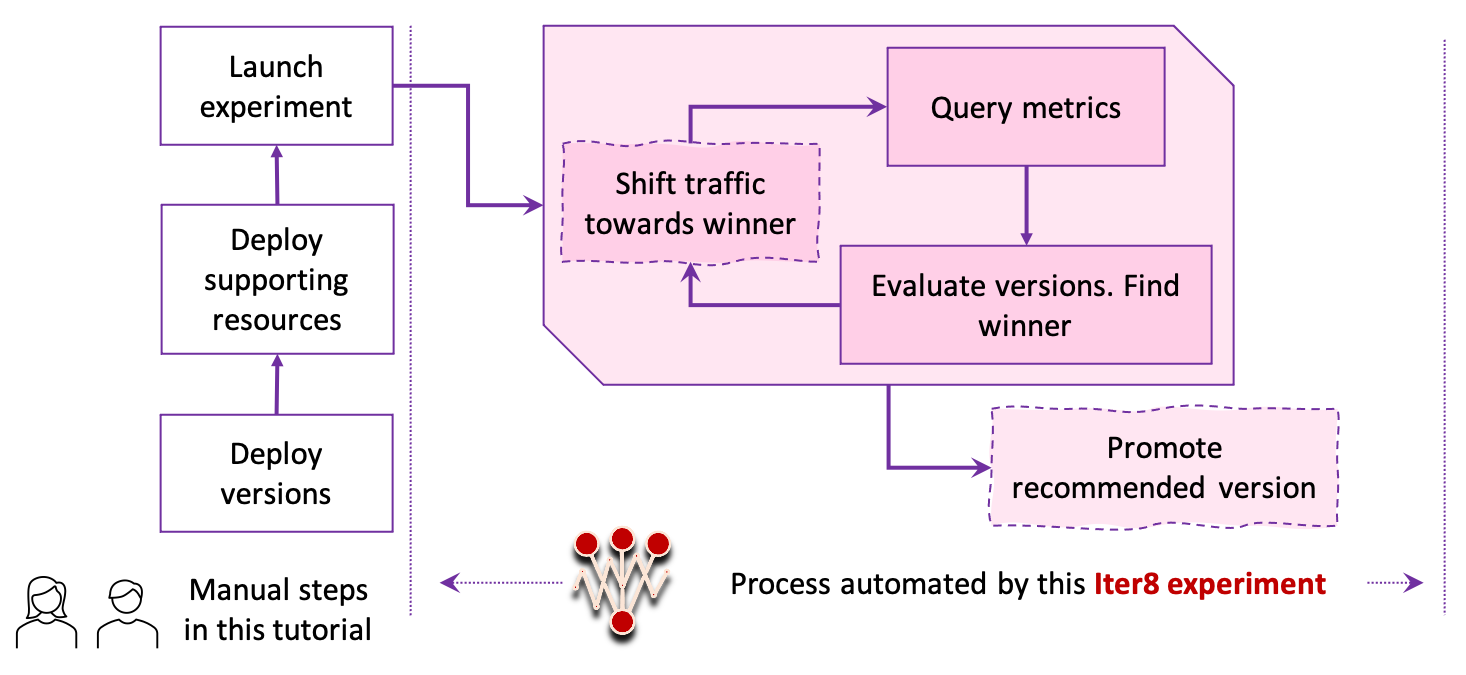 Launch
experiment
Deploy
supporting
resources
Deploy
versions
Manual steps
in this tutorial
Query metrics
Shift traffic
towards winner
Evaluate versions. Find
winner
Promote
recommended version
Process automated by this Iter8 experiment